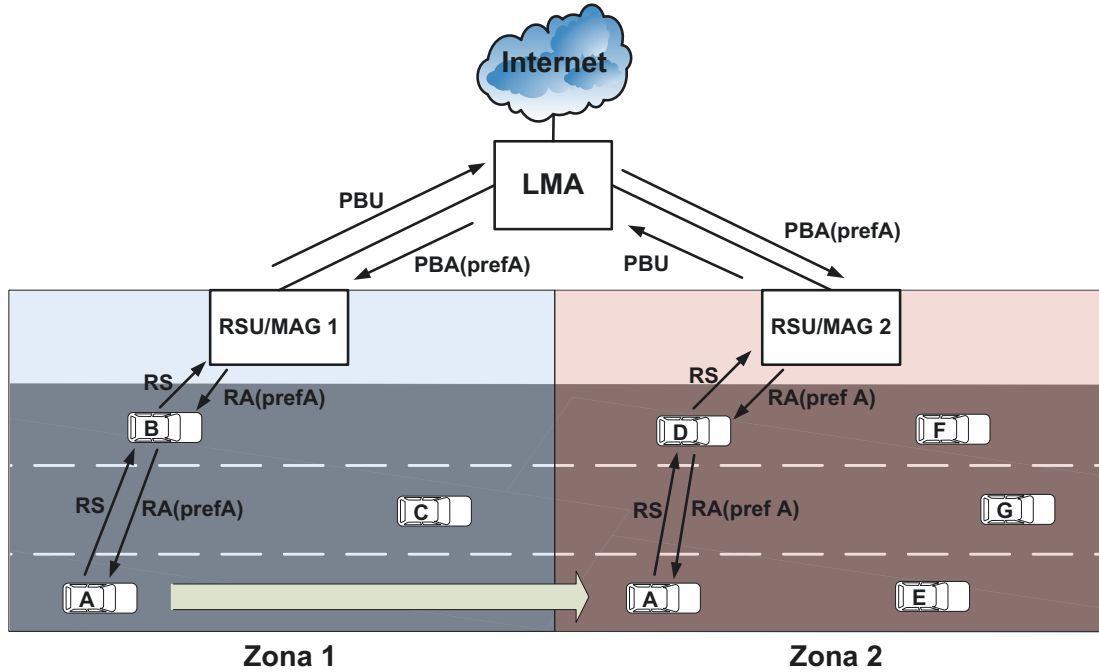 Internet
LMA
PBU
PBA(prefA)
PBA(prefA)
PBU
RSU/MAG 1
RSU/MAG 2
RS
RA(prefA)
RS
RA(pref A)
B
D
F
RS
RA(prefA)
C
RS
RA(pref A)
G
A
A
E
Zona 1
Zona 2